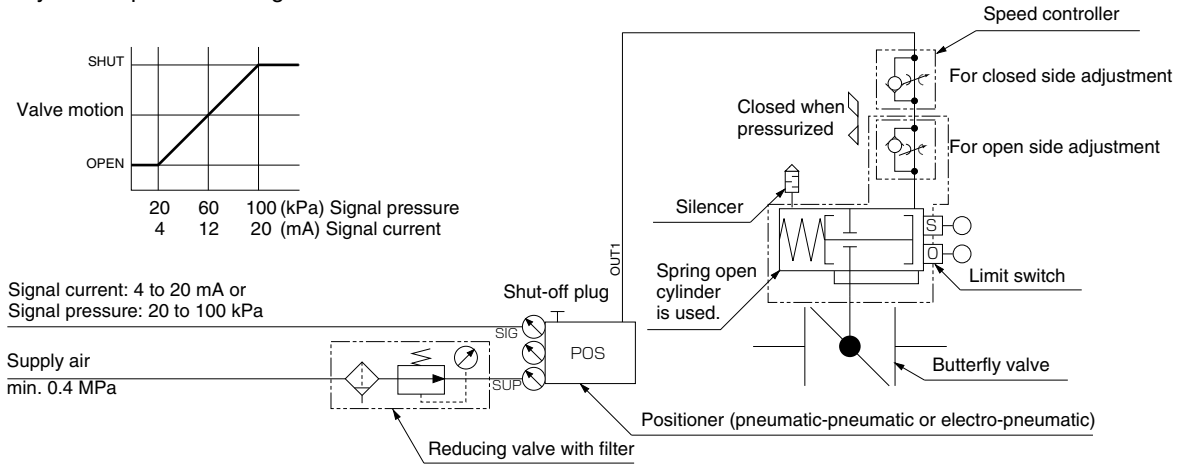 Speed controller
SHUT
Valve motion
OPEN
20 60 100 (kPa) Signal pressure
4 12 20 (mA) Signal current
For closed side adjustment
Closed when
pressurized
For open side adjustment
Silencer
S
O
Limit switch
OUT1
Spring open
cylinder
is used.
Signal current: 4 to 20 mA or
Signal pressure: 20 to 100 kPa
Shut-off plug
SIG
POS
Supply air
min. 0.4 MPa
SUP
Butterfly valve
Positioner (pneumatic-pneumatic or electro-pneumatic)
Reducing valve with filter